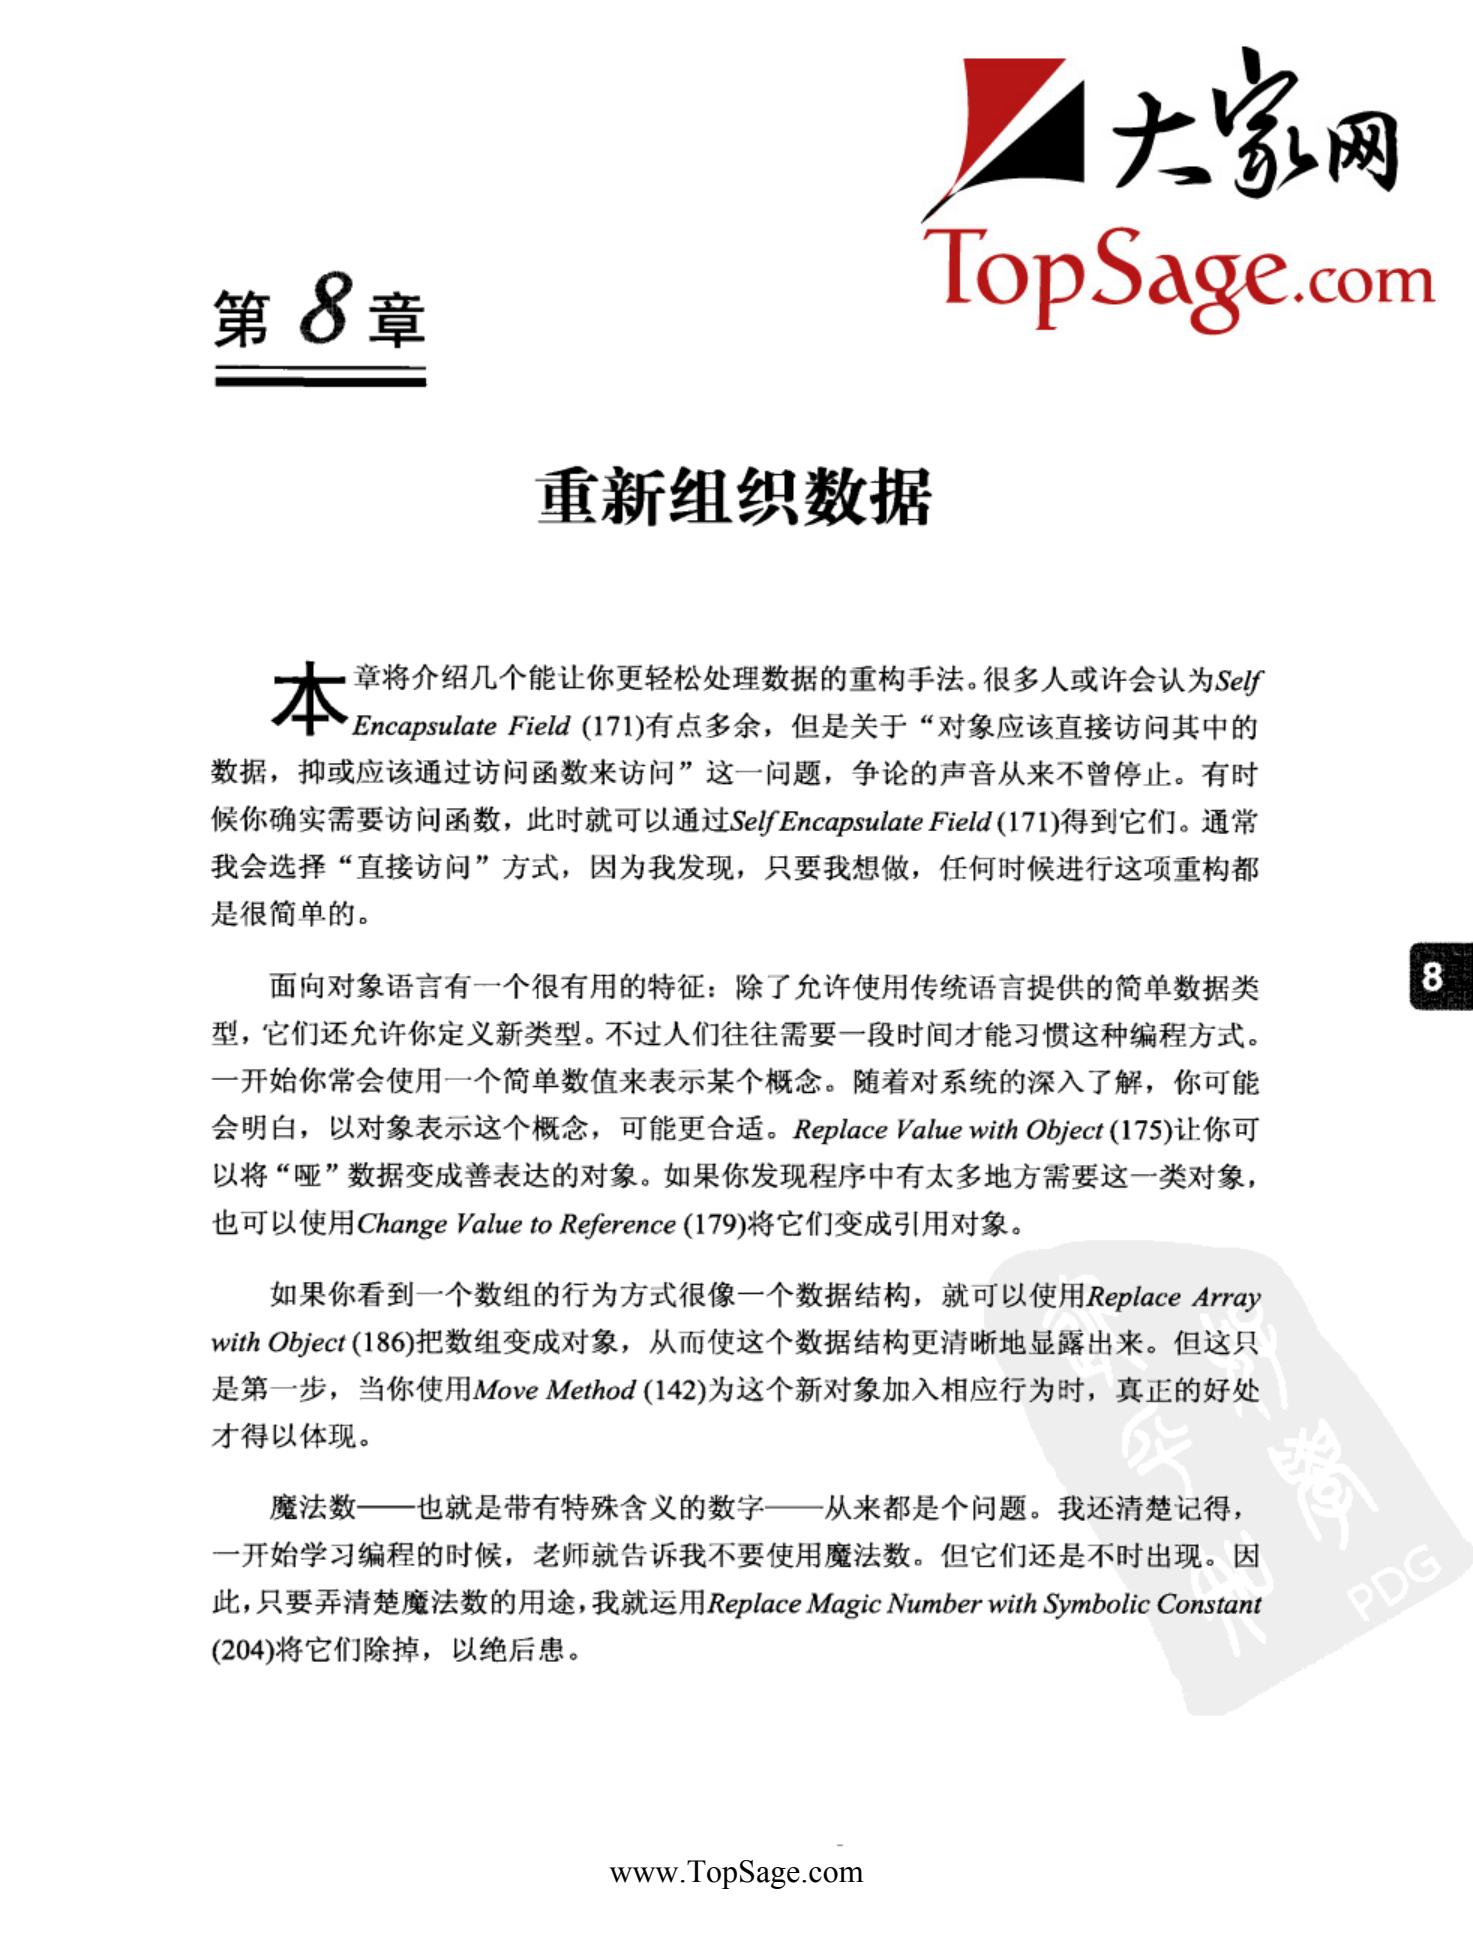 大家网
TopSage.com
第8章
重新组织数据
本章将介绍几个能让你更轻松处理数据的重构手法。很多人或许会认为Self
Encapsulate Field (171)有点多余，但是关于“对象应该直接访问其中的
数据，抑或应该通过访问函数来访问”这一问题，争论的声音从来不曾停止。有时
候你确实需要访问函数，此时就可以通过Self Encapsulate Field (171)得到它们。通常
我会选择“直接访问”方式，因为我发现，只要我想做，任何时候进行这项重构都
是很简单的。
面向对象语言有一个很有用的特征：除了允许使用传统语言提供的简单数据类
型，它们还允许你定义新类型。不过人们往往需要一段时间才能习惯这种编程方式。
一开始你常会使用一个简单数值来表示某个概念。随着对系统的深入了解，你可能
会明白，以对象表示这个概念，可能更合适。Replace Value with Object (175)让你可
以将“哑”数据变成善表达的对象。如果你发现程序中有太多地方需要这一类对象，
也可以使用Change Value to Reference (179)将它们变成引用对象。
8
如果你看到一个数组的行为方式很像一个数据结构，就可以使用Replace Array
with Object (186)把数组变成对象，从而使这个数据结构更清晰地显露出来。但这只
是第一步，当你使用Move Method (142)为这个新对象加入相应行为时，真正的好处
才得以体现。
魔法数——也就是带有特殊含义的数字——从来都是个问题。我还清楚记得，
一开始学习编程的时候，老师就告诉我不要使用魔法数。但它们还是不时出现。因
此，只要弄清楚魔法数的用途，我就运用Replace Magic Number with Symbolic Constant
(204)将它们除掉，以绝后患。
PDG
www.TopSage.com